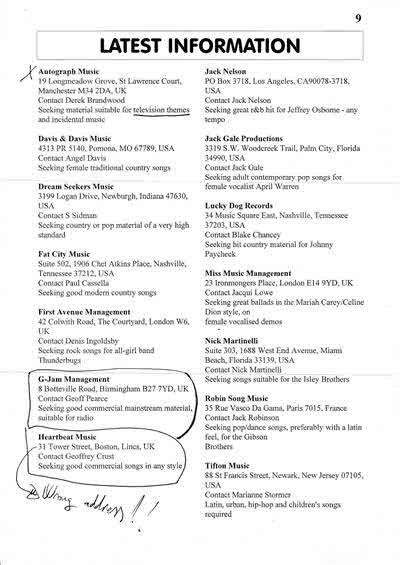 9
LATEST INFORMATION
Autograph Music
19 Longmeadow Grove, St Lawrence Court,
Manchester M34 2DA, UK
Contact Derek Brandwood
Seeking material suitable for television themes
and incidental music
Davis & Davis Music
4313 PR 5140, Pomona, MO 67789, USA
Contact Angel Davis
Seeking female traditional country songs
Dream Seekers Music
3199 Logan Drive, Newburgh, Indiana 47630,
USA
Contact S Sidman
Seeking country or pop material of a very high
standard
Fat City Music
Suite 502, 1906 Chet Atkins Place, Nashville,
Tennessee 37212, USA
Contact Paul Cassella
Seeking good modern country songs
First Avenue Management
42 Colwith Road, The Courtyard, London W6,
UK
Contact Denis Ingoldsby
Seeking rock songs for all-girl band
Thunderbugs
G-Jam Management
8 Botteville Road, Birmingham B27 7YD, UK
Contact Geoff Pearce
Seeking good commercial mainstream material,
suitable for radio
Heartbeat Music
31 Tower Street, Boston, Lincs, UK
Contact Geoffrey Crust
Seeking good commercial songs in any style
Wrong address!!
Jack Nelson
PO Box 3718, Los Angeles, CA90078-3718,
USA
Contact Jack Nelson
Seeking great r&b hit for Jeffrey Osborne - any
tempo
Jack Gale Productions
3319 S.W. Woodcreek Trail, Palm City, Florida
34990, USA
Contact Jack Gale
Seeking adult contemporary pop songs for
female vocalist April Warren
Lucky Dog Records
34 Music Square East, Nashville, Tennessee
37203, USA
Contact Blake Chancey
Seeking hit country material for Johnny
Paycheck
Miss Music Management
23 Ironmongers Place, London E14 9YD, UK
Contact Jacqui Lowe
Seeking great ballads in the Mariah Carey/Celine
Dion style, on
female vocalised demos
Nick Martinelli
Suite 303, 1688 West End Avenue, Miami
Beach, Florida 33139, USA
Contact Nick Martinelli
Seeking songs suitable for the Isley Brothers
Robin Song Music
35 Rue Vasco Da Gama, Paris 75015, France
Contact Jack Robinson
Seeking pop/dance songs, preferably with a latin
feel, for the Gibson
Brothers
Tifton Music
88 St Francis Street, Newark, New Jersey 07105,
USA
Contact Marianne Stormer
Latin, urban, hip-hop and children's songs
required